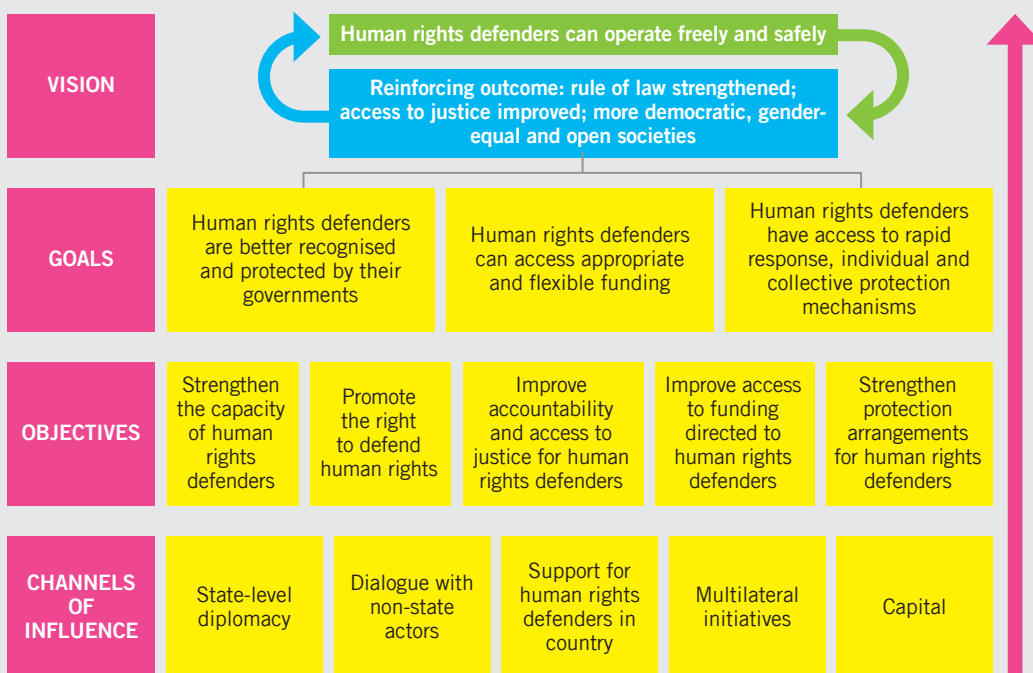 VISION
Human rights defenders can operate freely and safely
Reinforcing outcome: rule of law strengthened;
access to justice improved; more democratic, gender-
equal and open societies
GOALS
Human rights defenders
are better recognised
and protected by their
governments
Human rights defenders
can access appropriate
and flexible funding
Human rights defenders
have access to rapid
response, individual and
collective protection
mechanisms
OBJECTIVES
Strengthen
the capacity
of human
rights
defenders
Promote
the right
to defend
human rights
Improve
accountability
and access to
justice for human
rights defenders
Improve access
to funding
directed to
human rights
defenders
Strengthen
protection
arrangements
for human rights
defenders
CHANNELS
OF
INFLUENCE
State-level
diplomacy
Dialogue with
non-state
actors
Support for
human rights
defenders in
country
Multilateral
initiatives
Capital